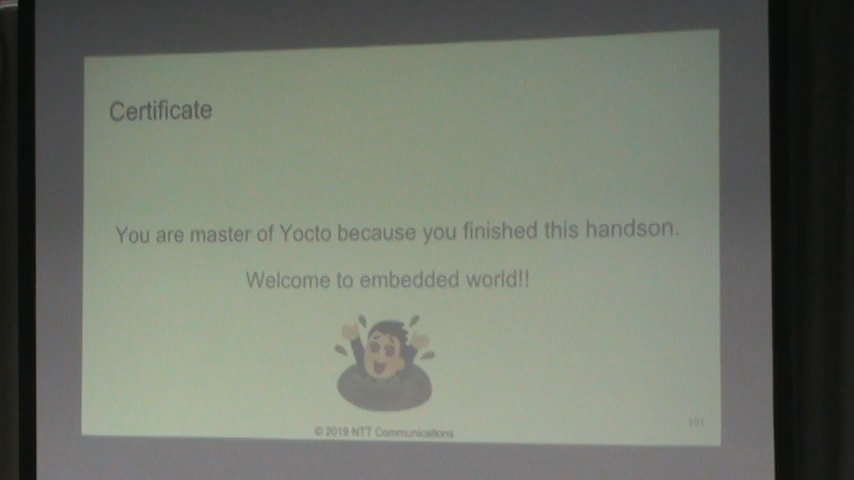 Certificate
You are master of Yocto because you finished this handson.
Welcome to embedded world!!
© 2019 NTT Communications
101